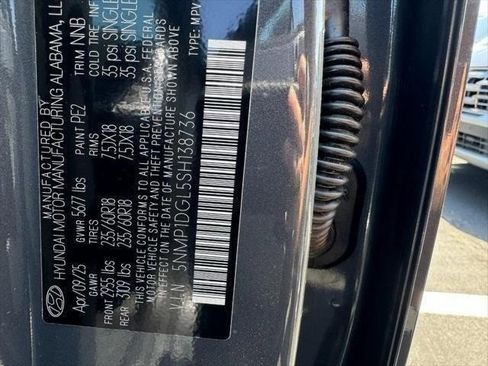 MANUFACTURED BY
HYUNDAI MOTOR MANUFACTURING ALABAMA, LL
Apr/09/25 GVWR 5677 lbs PAINT PE2 TRIM NNB
GAWR TIRES RIMS COLD TIRE IN
FRONT 2955 lbs 235/60R18 7.5JX18 35 psi SINGLE
REAR 3109 lbs 235/60R18 7.5JX18 35 psi SINGLE
THIS VEHICLE CONFORMS TO ALL APPLICABLE U.S.A. FEDERAL
MOTOR VEHICLE SAFETY AND THEFT PREVENTION STANDARDS
IN EFFECT ON THE DATE OF MANUFACTURE SHOWN ABOVE
V.I.N 5NMP1DGL5SH138736 TYPE: MPV